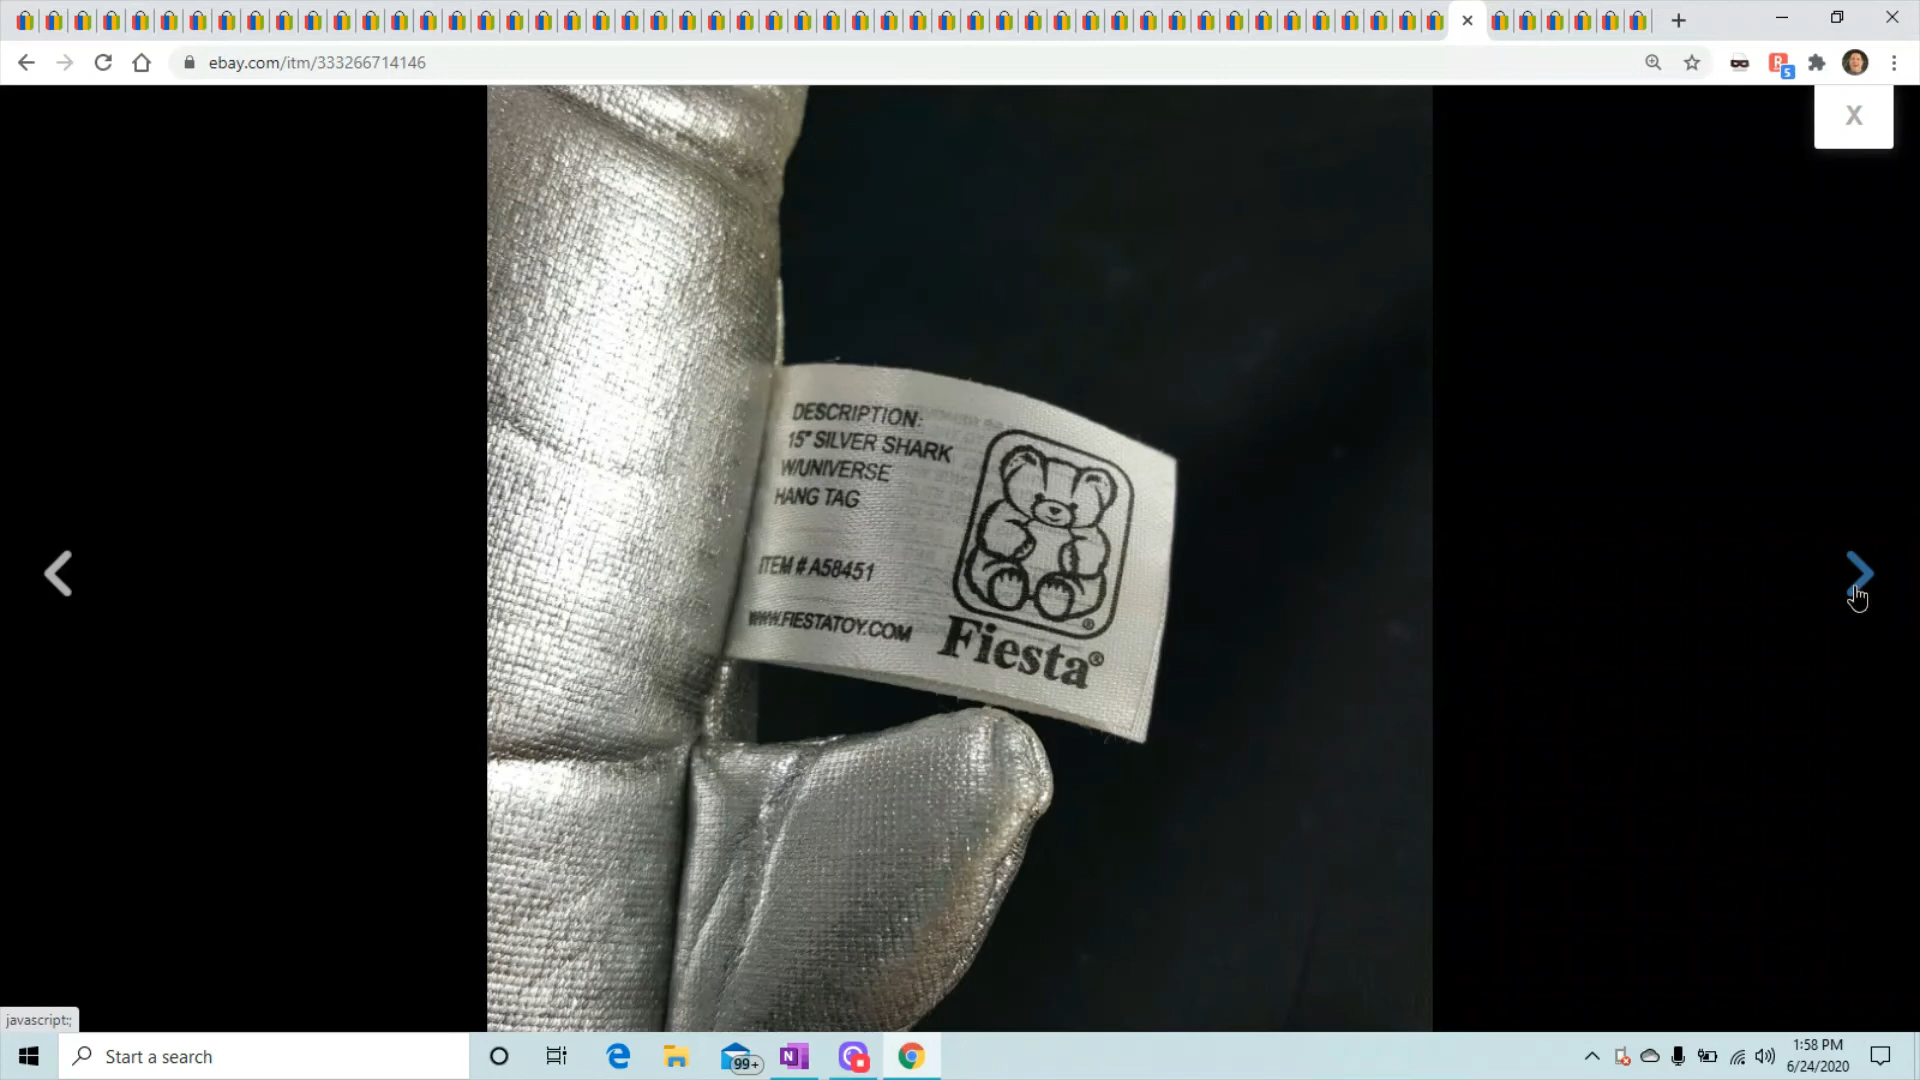 ebay.com/itm/333266714146
5
X
DESCRIPTION:
15" SILVER SHARK
W/UNIVERSE
HANG TAG
ITEM # A58451
WWW.FIESTATOY.COM
Fiesta®
javascript:;
Start a search
99+
N
1:58 PM
6/24/2020